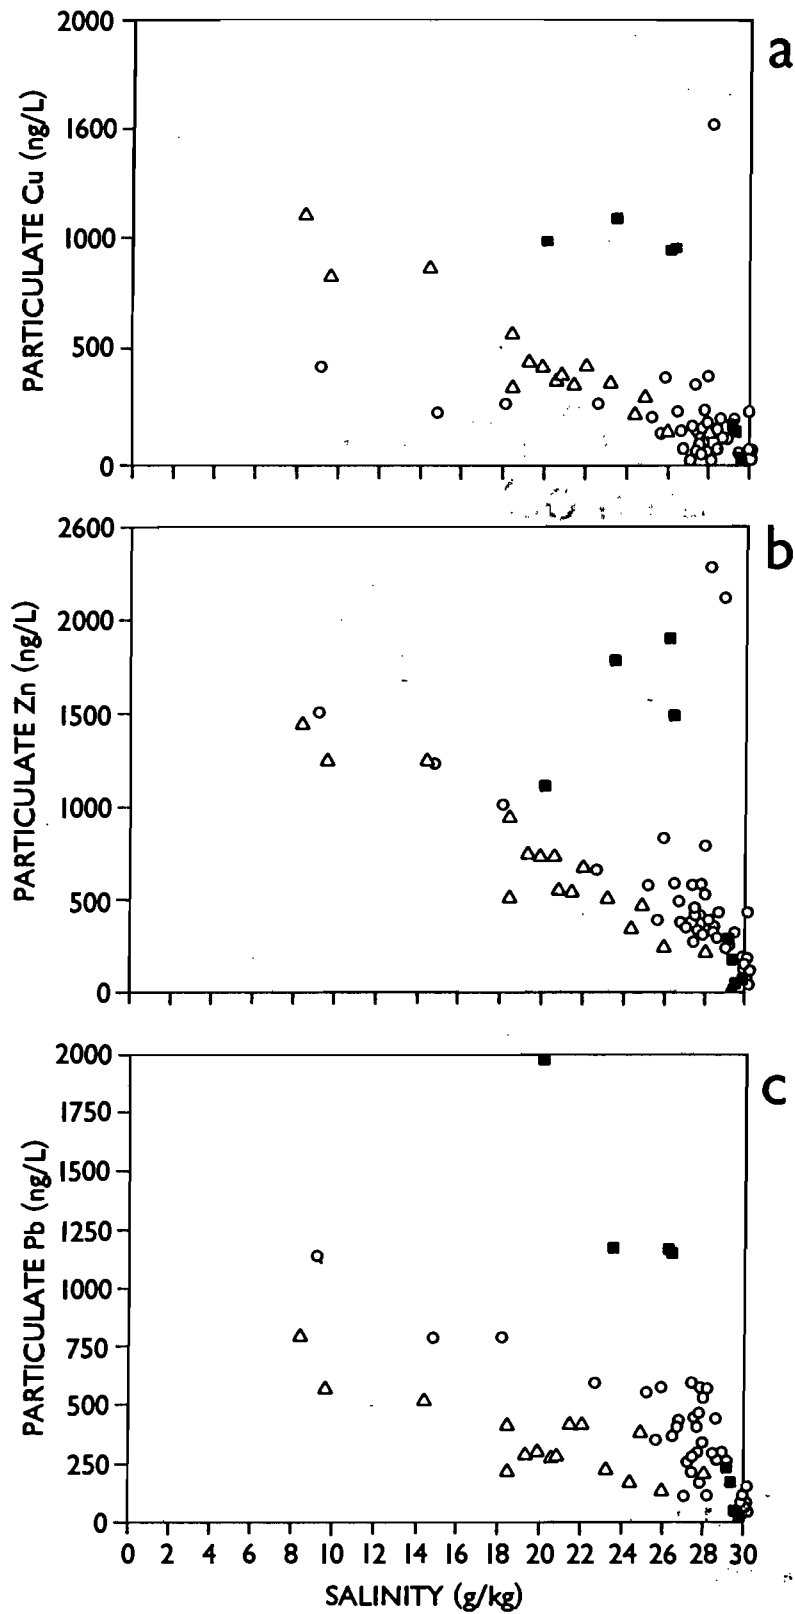 a
2000
1600
1000
500
0
PARTICULATE Cu (ng/L)
b
2600
2000
1500
1000
500
0
PARTICULATE Zn (ng/L)
c
2000
1750
1500
1250
1000
750
500
250
0
PARTICULATE Pb (ng/L)
0 2 4 6 8 10 12 14 16 18 20 22 24 26 28 30
SALINITY (g/kg)